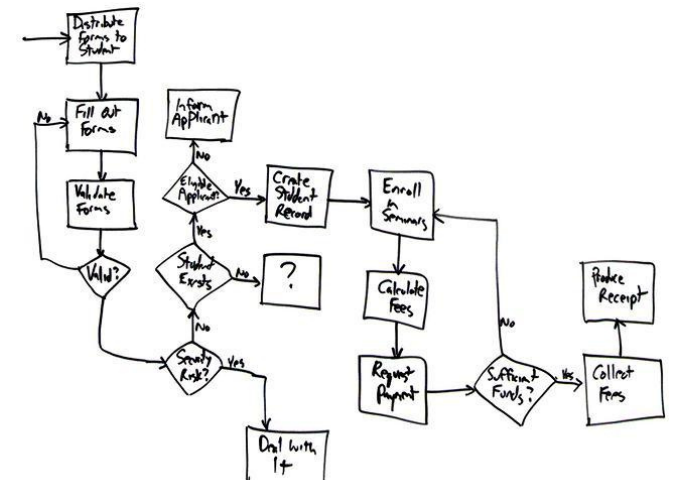 Distribute
Forms to
Student
Fill out
Forms
No
Validate
Forms
Valid?
Inform
Applicant
No
Eligible
Applicant?
Yes
Create
Student
Record
Yes
Student
Exists
No
?
No
Security
Risk?
Yes
Deal with
It
Enroll
in
Seminars
Calculate
Fees
Request
Payment
No
Sufficient
Funds?
Yes
Collect
Fees
Produce
Receipt